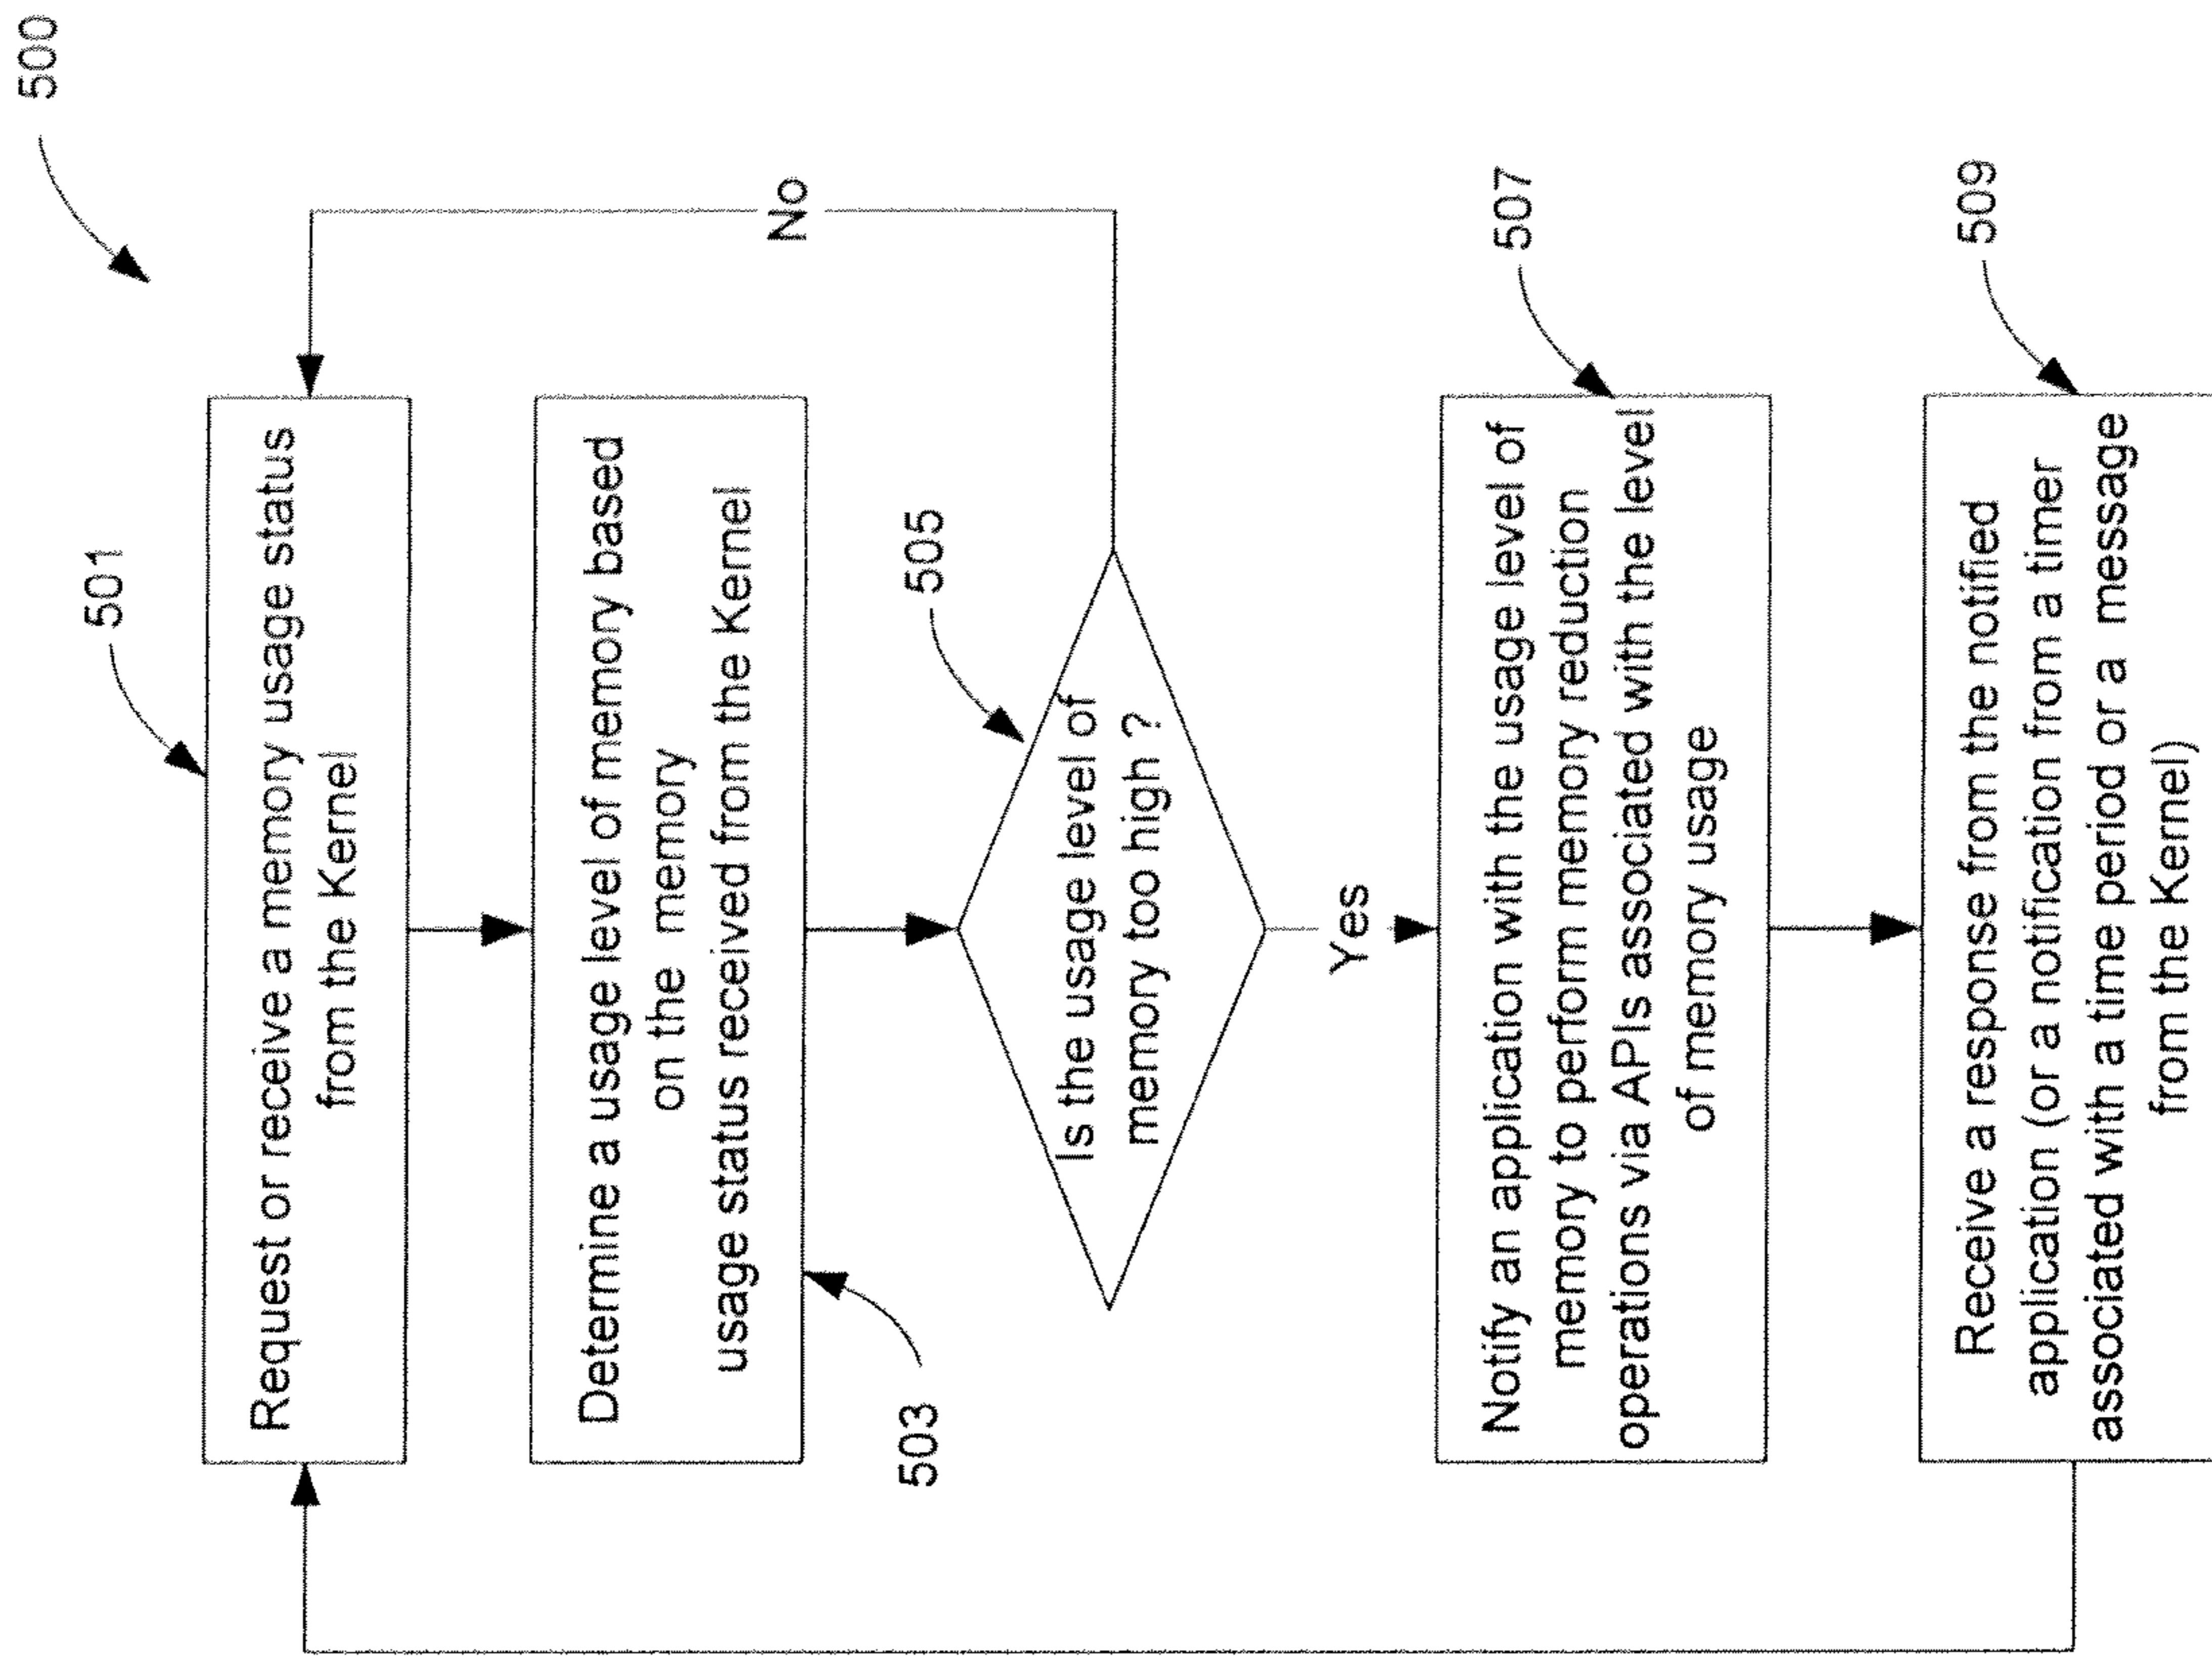 500
501
Request or receive a memory usage status
from the Kernel
Determine a usage level of memory based
on the memory
usage status received from the Kernel
503
505
Is the usage level of
memory too high ?
No
Yes
507
Notify an application with the usage level of
memory to perform memory reduction
operations via APIs associated with the level
of memory usage
509
Receive a response from the notified
application (or a notification from a timer
associated with a time period or a message
from the Kernel)